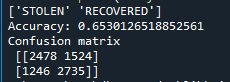 ['STOLEN' 'RECOVERED']
Accuracy: 0.6530126518852561
Confusion matrix
[[2478 1524]
[1246 2735]]